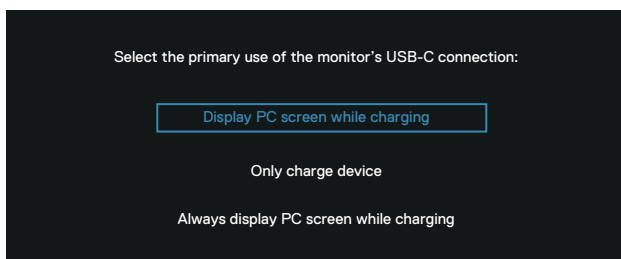 Select the primary use of the monitor’s USB-C connection:
Display PC screen while charging
Only charge device
Always display PC screen while charging